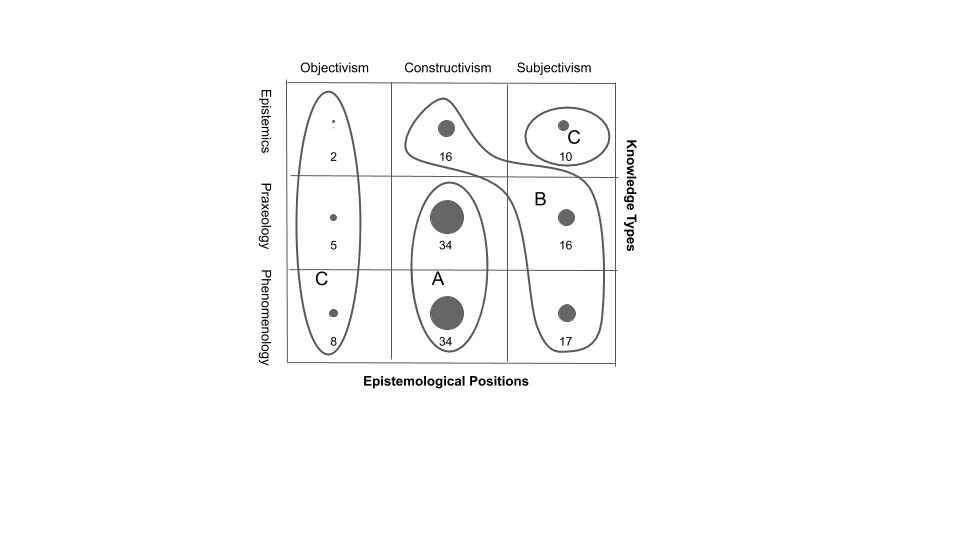 Objectivism Constructivism Subjectivism
Epistemics
2
16
C
10
Knowledge Types
Praxeology
5
34
B
16
Phenomenology
C
8
A
34
17
Epistemological Positions